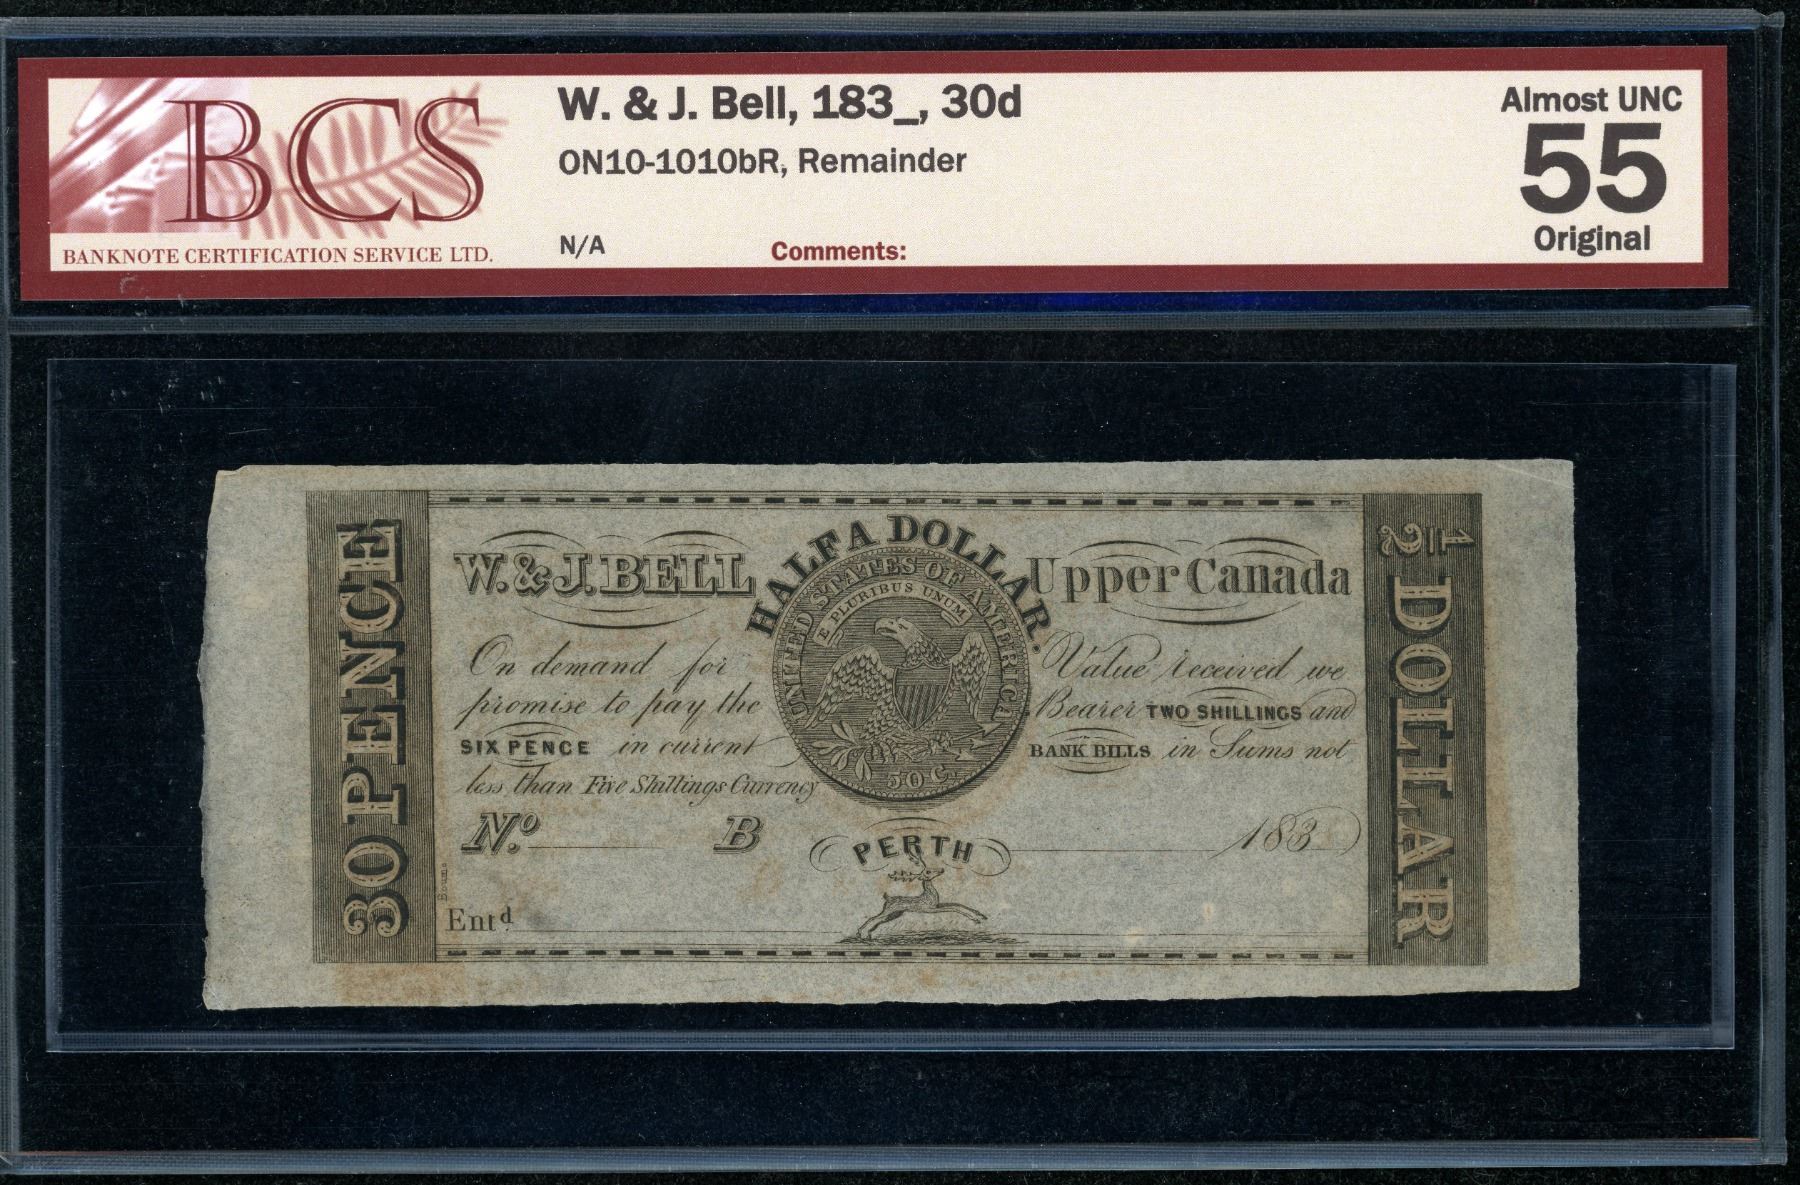 BCS
BANKNOTE CERTIFICATION SERVICE LTD.
W. & J. Bell, 183_, 30d
ON10-1010bR, Remainder
N/A
Comments:
Almost UNC
55
Original
30 PENCE
W. & J. BELL
HALF A DOLLAR.
Upper Canada
UNITED STATES OF AMERICA
E PLURIBUS UNUM
50 C.
On demand for Value received we
promise to pay the Bearer TWO SHILLINGS and
SIX PENCE in current BANK BILLS in Sums not
less than Five Shillings Currency
No. B PERTH 183
Bourne
Entd.
1/2 DOLLAR